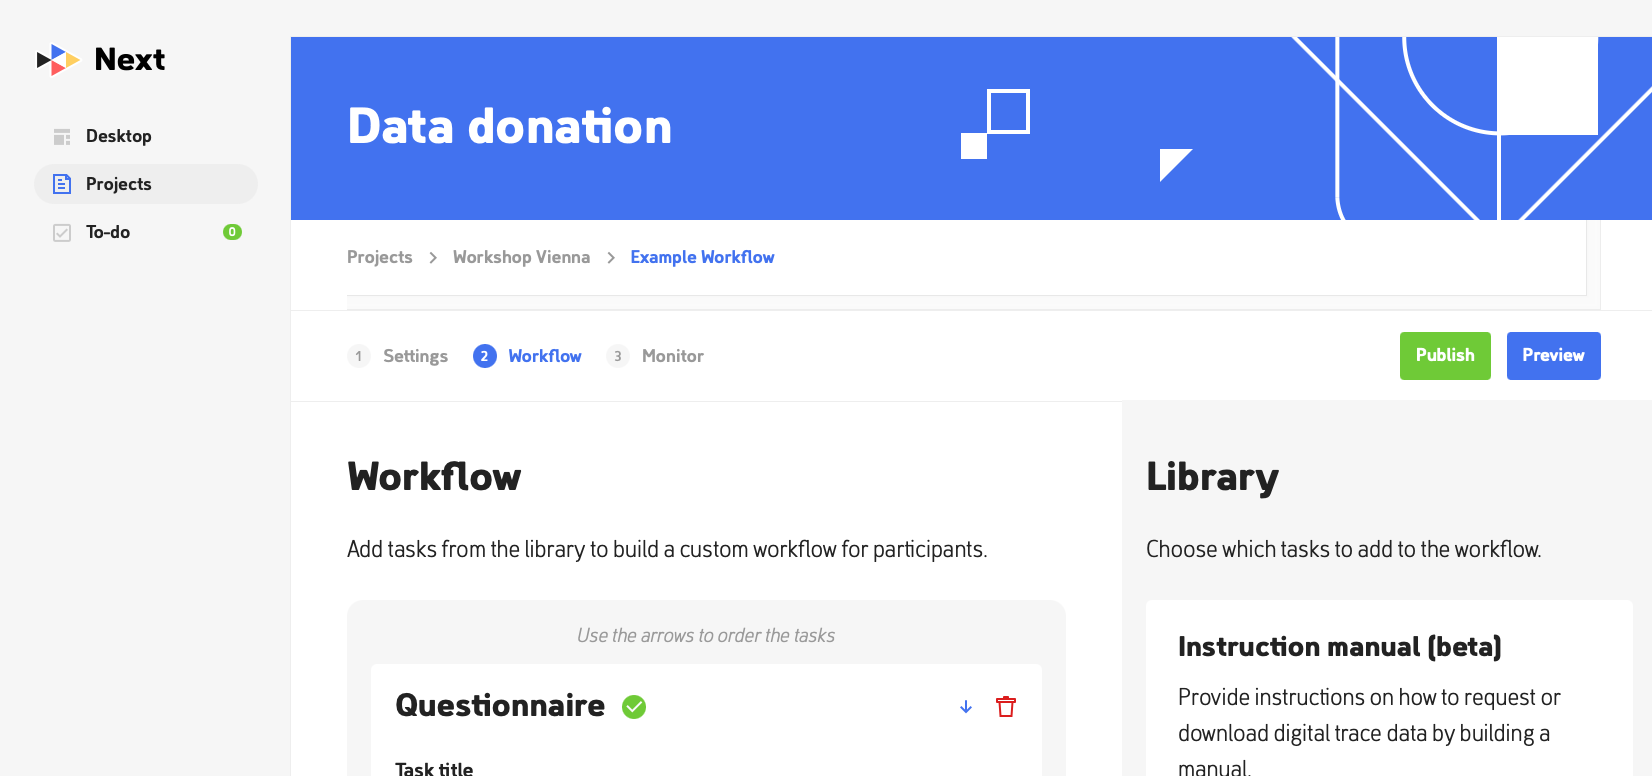 Next
Desktop
Projects
To-do 0
Data donation
Projects Workshop Vienna Example Workflow
1 Settings 2 Workflow 3 Monitor
Publish Preview
Workflow
Add tasks from the library to build a custom workflow for participants.
Use the arrows to order the tasks
Questionnaire
Task title
Library
Choose which tasks to add to the workflow.
Instruction manual (beta)
Provide instructions on how to request or
download digital trace data by building a
manual.